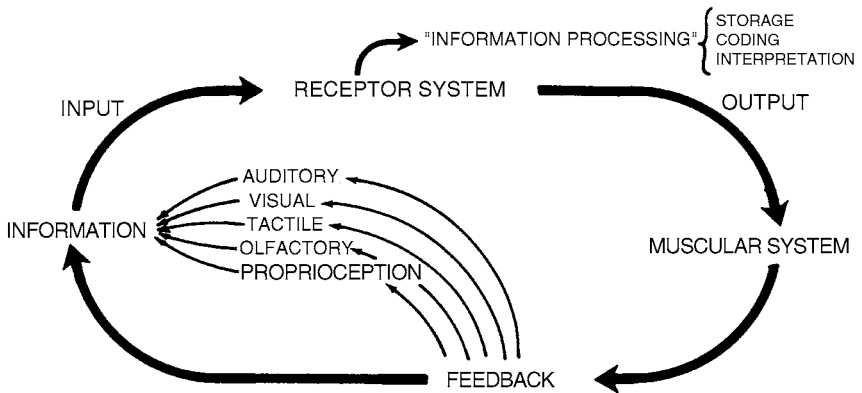 STORAGE
"INFORMATION PROCESSING" CODING
INTERPRETATION
RECEPTOR SYSTEM
INPUT
OUTPUT
AUDITORY
VISUAL
TACTILE
INFORMATION
OLFACTORY
PROPRIOCEPTION
MUSCULAR SYSTEM
FEEDBACK